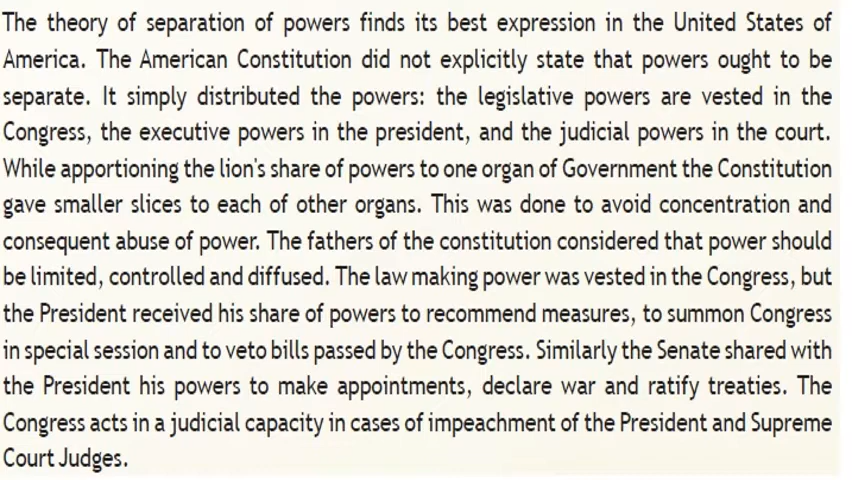 The theory of separation of powers finds its best expression in the United States of
America. The American Constitution did not explicitly state that powers ought to be
separate. It simply distributed the powers: the legislative powers are vested in the
Congress, the executive powers in the president, and the judicial powers in the court.
While apportioning the lion's share of powers to one organ of Government the Constitution
gave smaller slices to each of other organs. This was done to avoid concentration and
consequent abuse of power. The fathers of the constitution considered that power should
be limited, controlled and diffused. The law making power was vested in the Congress, but
the President received his share of powers to recommend measures, to summon Congress
in special session and to veto bills passed by the Congress. Similarly the Senate shared with
the President his powers to make appointments, declare war and ratify treaties. The
Congress acts in a judicial capacity in cases of impeachment of the President and Supreme
Court Judges.